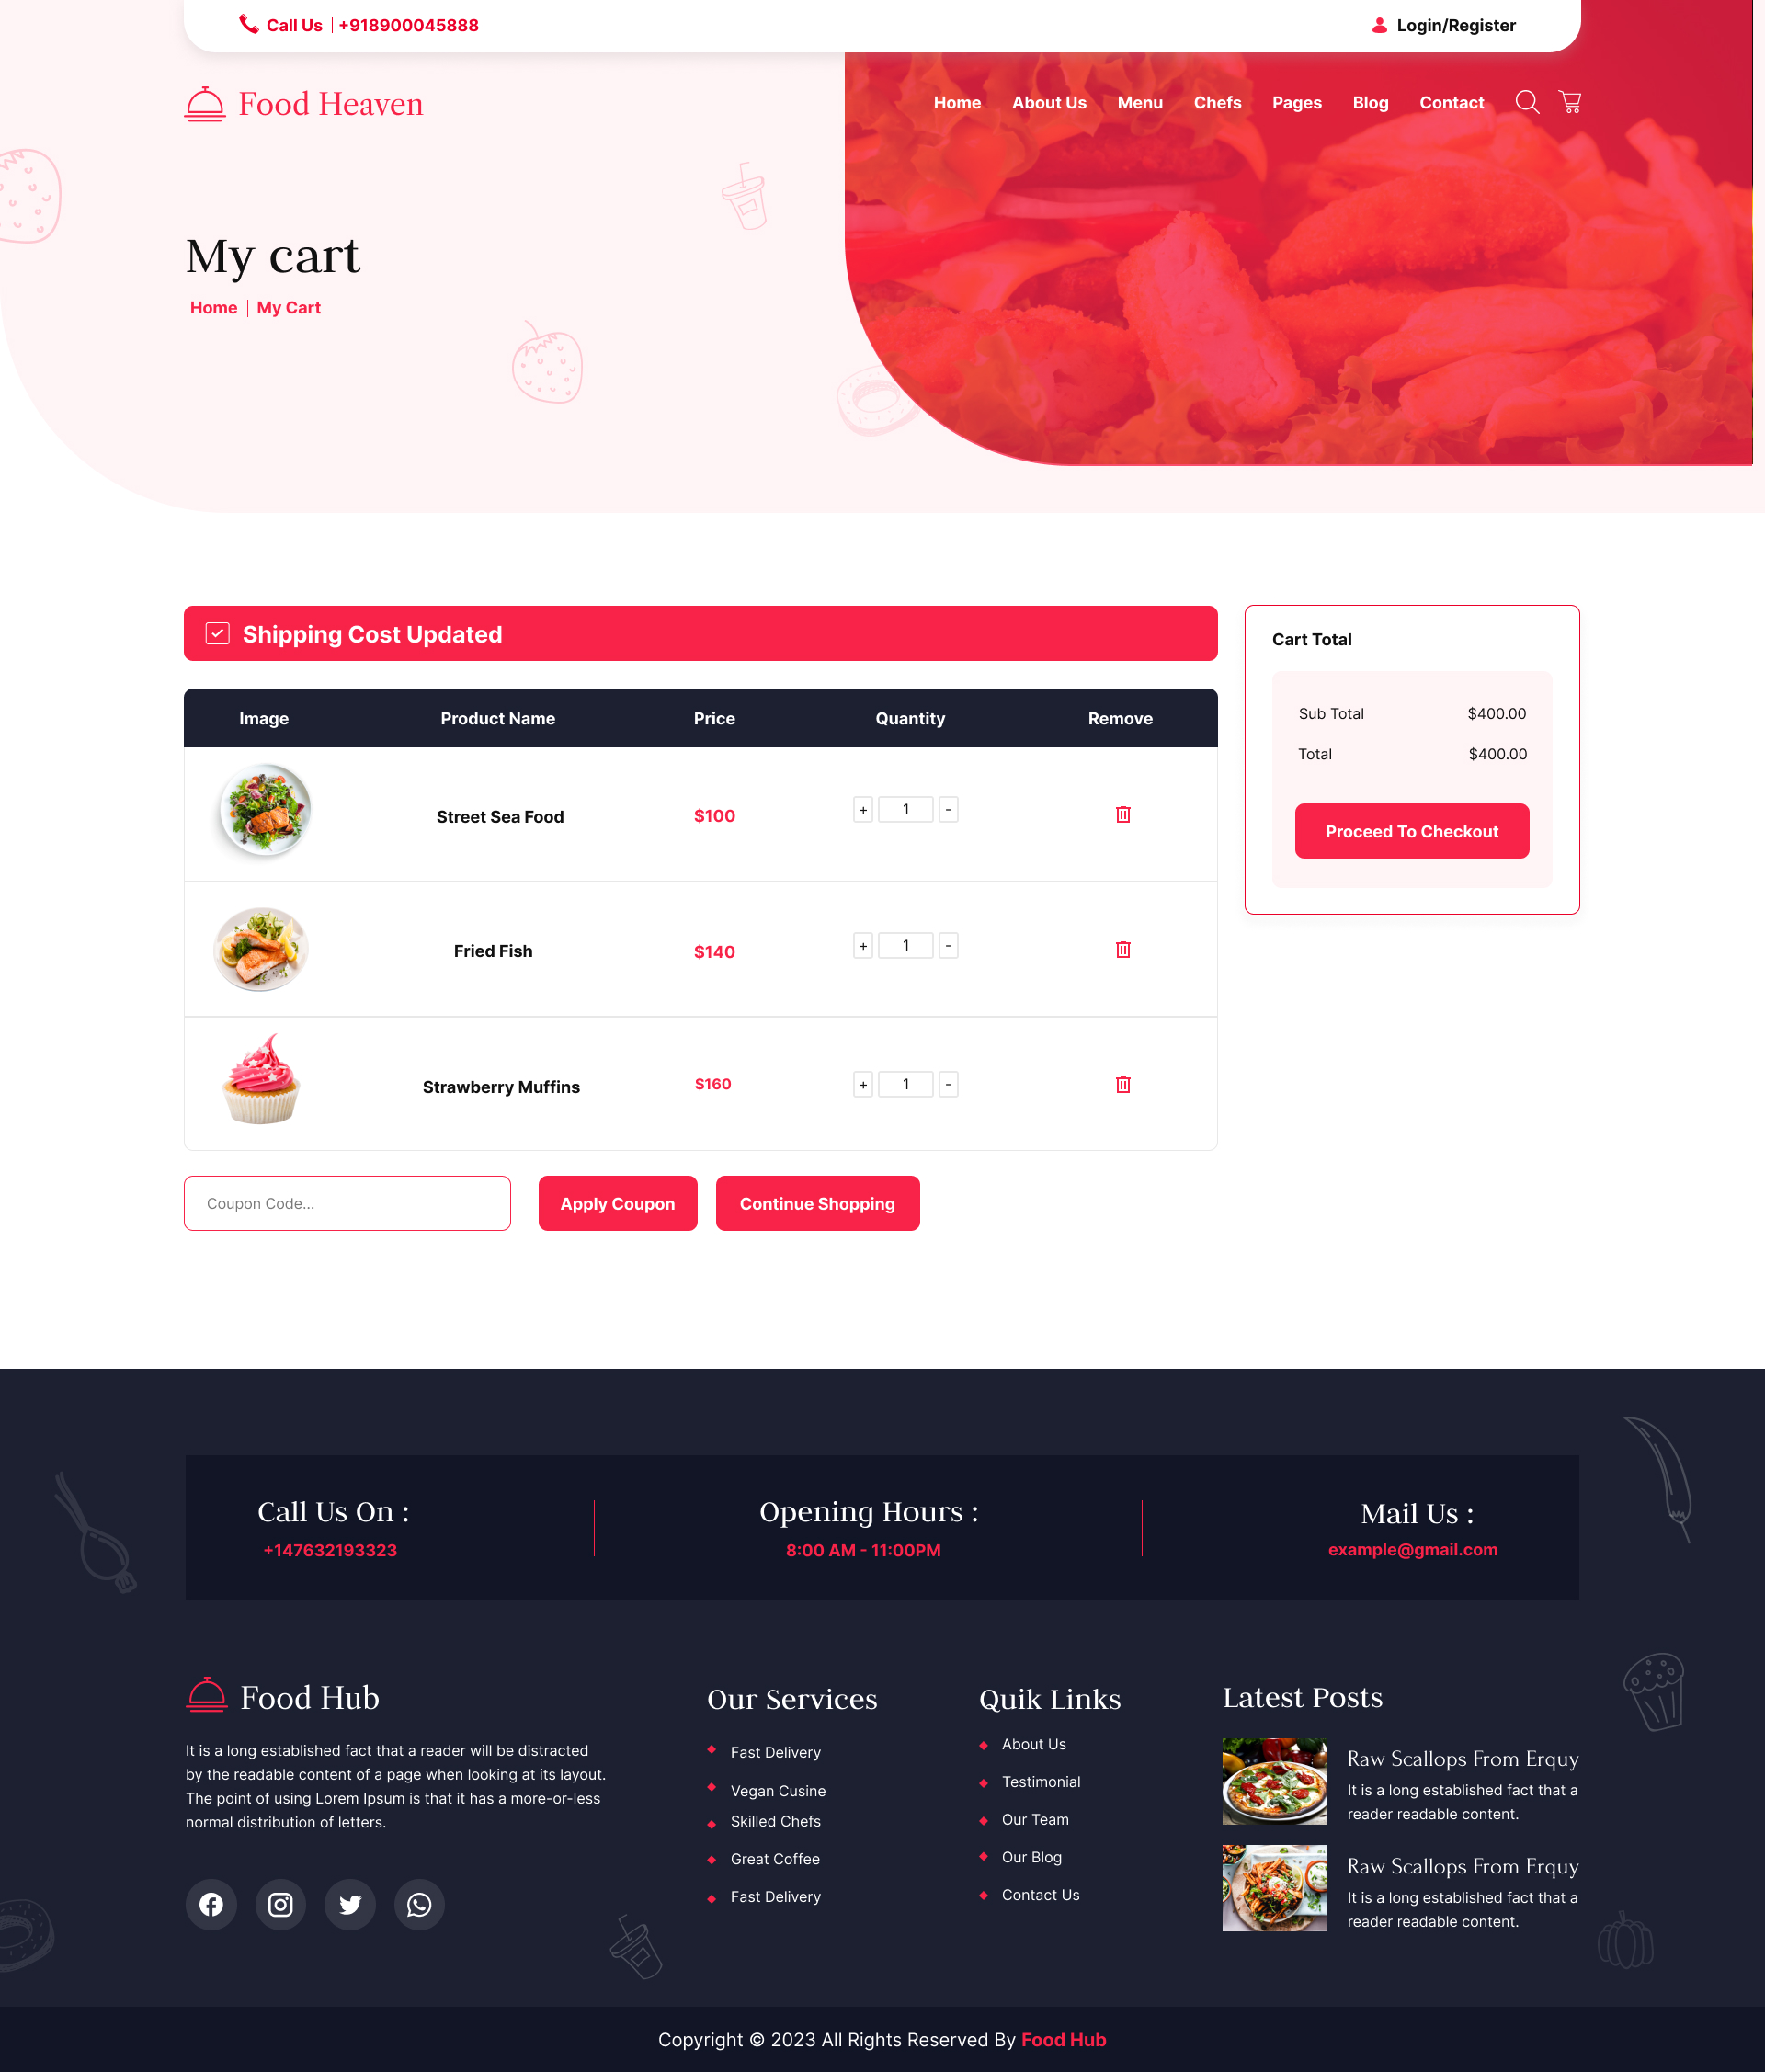 Call Us | +918900045888
Login/Register
Food Heaven
Home About Us Menu Chefs Pages Blog Contact
My cart
Home | My Cart
Shipping Cost Updated
Image Product Name Price Quantity Remove
Street Sea Food $100 + 1 -
Fried Fish $140 + 1 -
Strawberry Muffins $160 + 1 -
Coupon Code...
Apply Coupon
Continue Shopping
Cart Total
Sub Total $400.00
Total $400.00
Proceed To Checkout
Call Us On :
+147632193323
Opening Hours :
8:00 AM - 11:00PM
Mail Us :
example@gmail.com
Food Hub
It is a long established fact that a reader will be distracted
by the readable content of a page when looking at its layout.
The point of using Lorem Ipsum is that it has a more-or-less
normal distribution of letters.
Our Services
Fast Delivery
Vegan Cusine
Skilled Chefs
Great Coffee
Fast Delivery
Quik Links
About Us
Testimonial
Our Team
Our Blog
Contact Us
Latest Posts
Raw Scallops From Erquy
It is a long established fact that a
reader readable content.
Raw Scallops From Erquy
It is a long established fact that a
reader readable content.
Copyright © 2023 All Rights Reserved By Food Hub